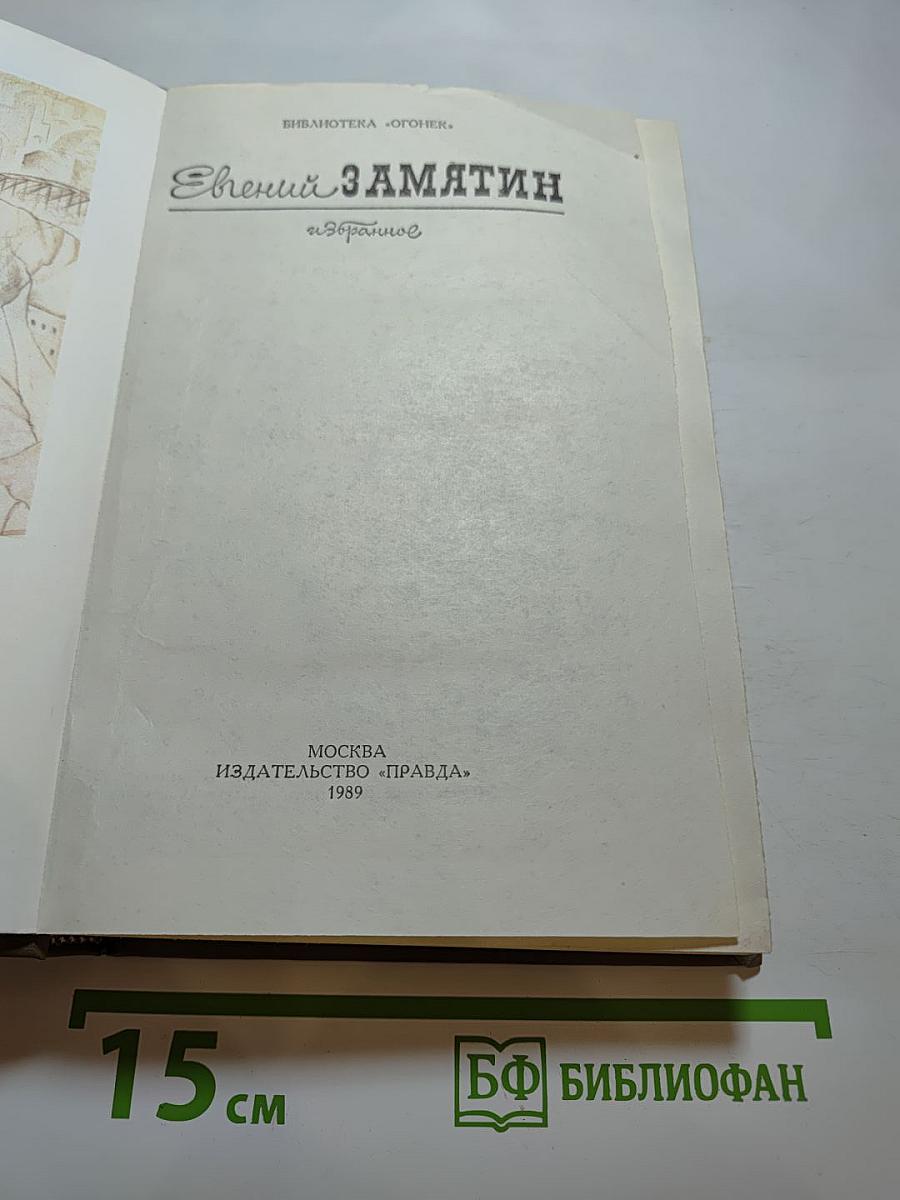 БИБЛИОТЕКА «ОГОНЕК»
Евгений ЗАМЯТИН
избранное
МОСКВА
ИЗДАТЕЛЬСТВО «ПРАВДА»
1989
15 см
БФ БИБЛИОФАН